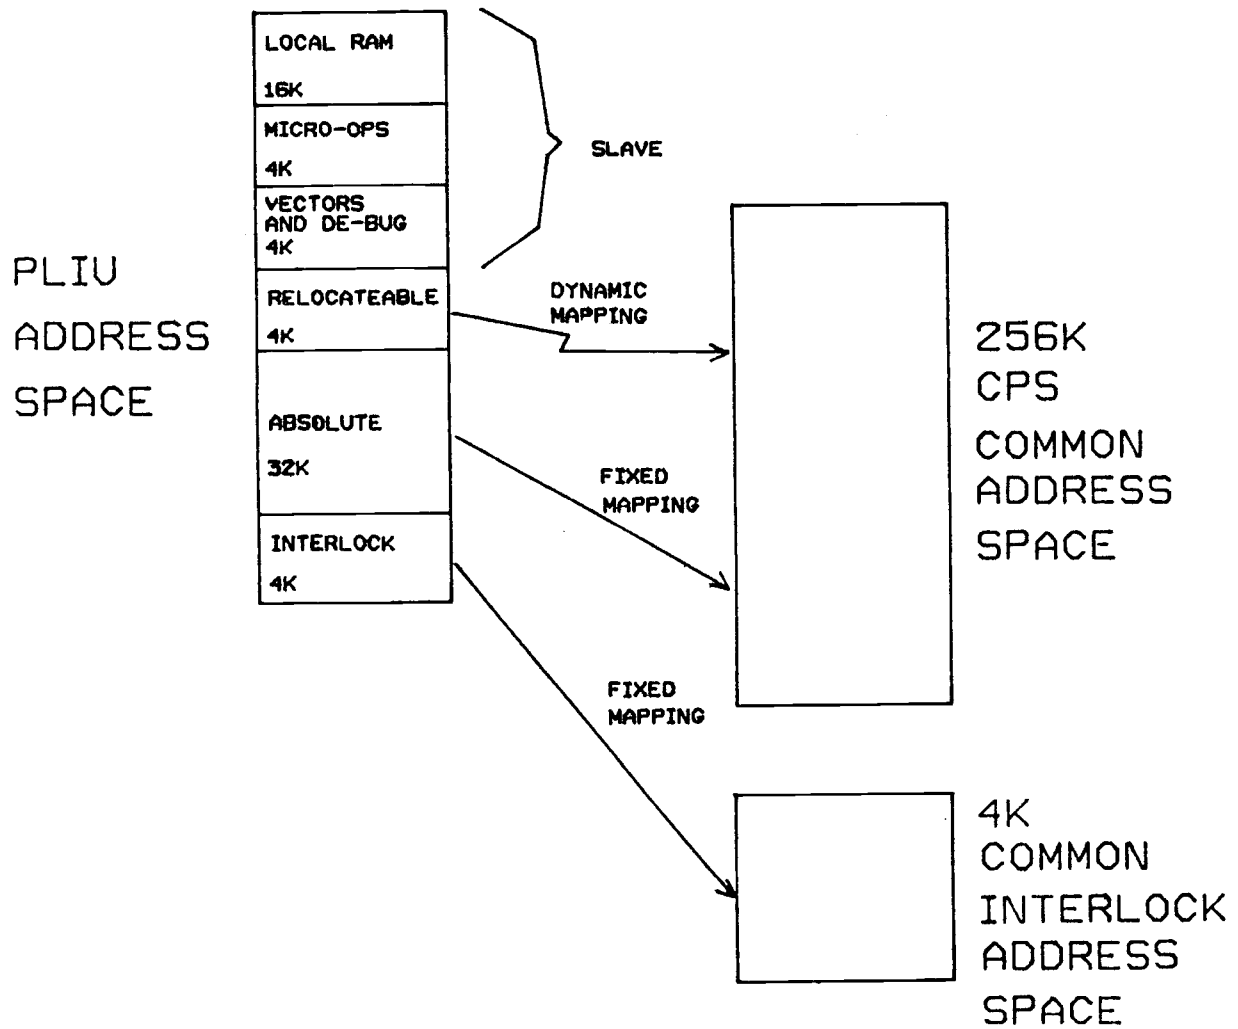 LOCAL RAM
16K
MICRO-OPS
4K
VECTORS
AND DE-BUG
4K
RELOCATEABLE
4K
ABSOLUTE
32K
INTERLOCK
4K
SLAVE
PLIV
ADDRESS
SPACE
DYNAMIC
MAPPING
FIXED
MAPPING
FIXED
MAPPING
256K
CPS
COMMON
ADDRESS
SPACE
4K
COMMON
INTERLOCK
ADDRESS
SPACE